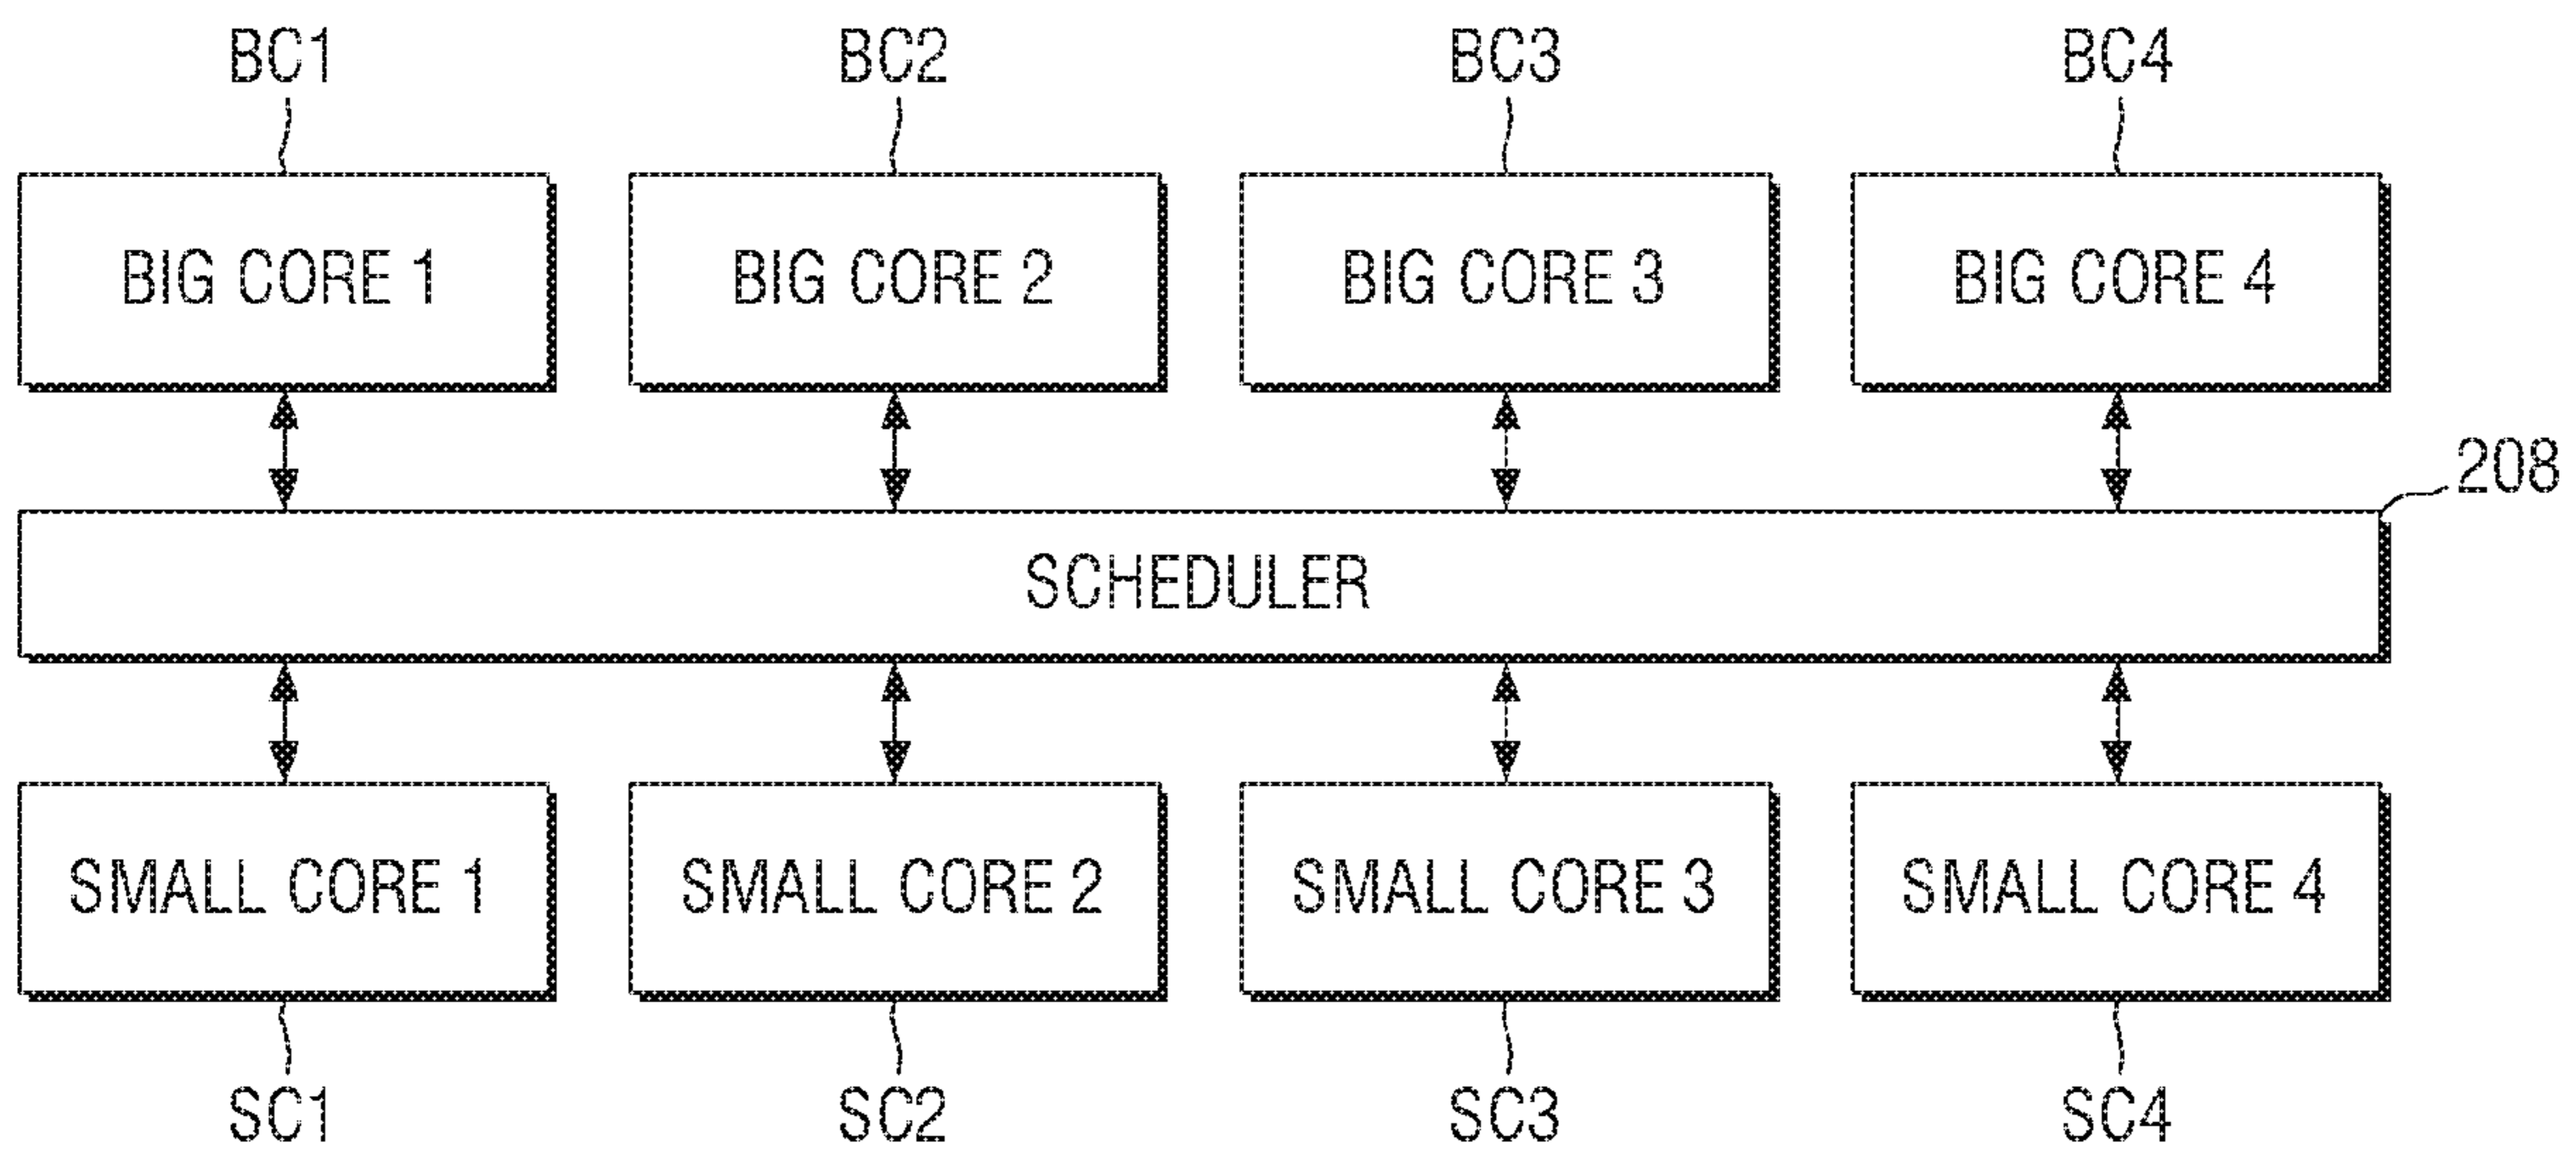 BC1 BC2 BC3 BC4
BIG CORE 1 BIG CORE 2 BIG CORE 3 BIG CORE 4
208
SCHEDULER
SMALL CORE 1 SMALL CORE 2 SMALL CORE 3 SMALL CORE 4
SC1 SC2 SC3 SC4